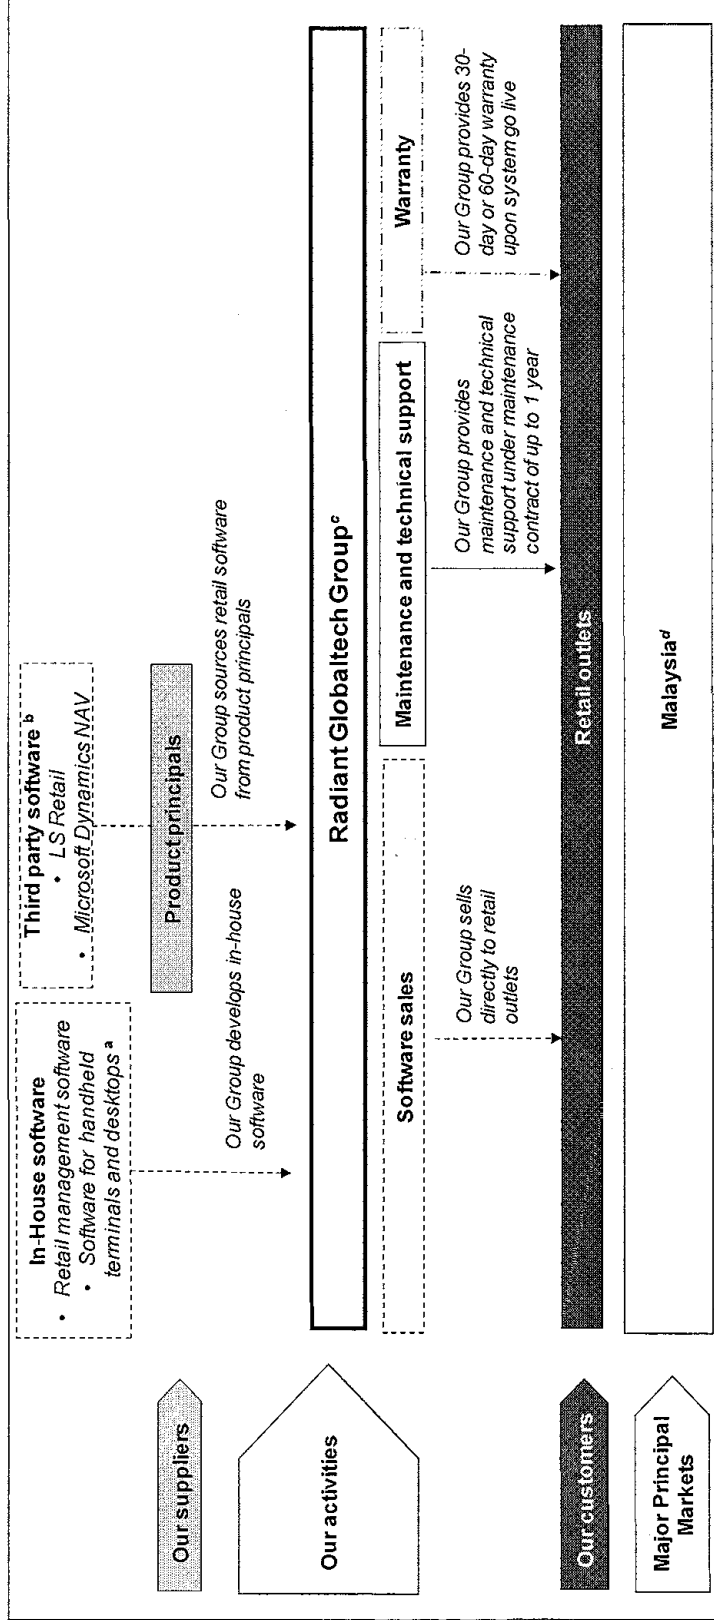 In-House software
• Retail management software
• Software for handheld
terminals and desktops a
Third party software b
• LS Retail
• Microsoft Dynamics NAV
Our suppliers
Product principals
Our Group develops in-house
software
Our Group sources retail software
from product principals
Our activities
Radiant Globaltech Group c
Software sales
Maintenance and technical support
Warranty
Our Group sells
directly to retail
outlets
Our Group provides
maintenance and technical
support under maintenance
contract of up to 1 year
Our Group provides 30-
day or 60-day warranty
upon system go live
Our customers
Retail outlets
Major Principal
Markets
Malaysia d